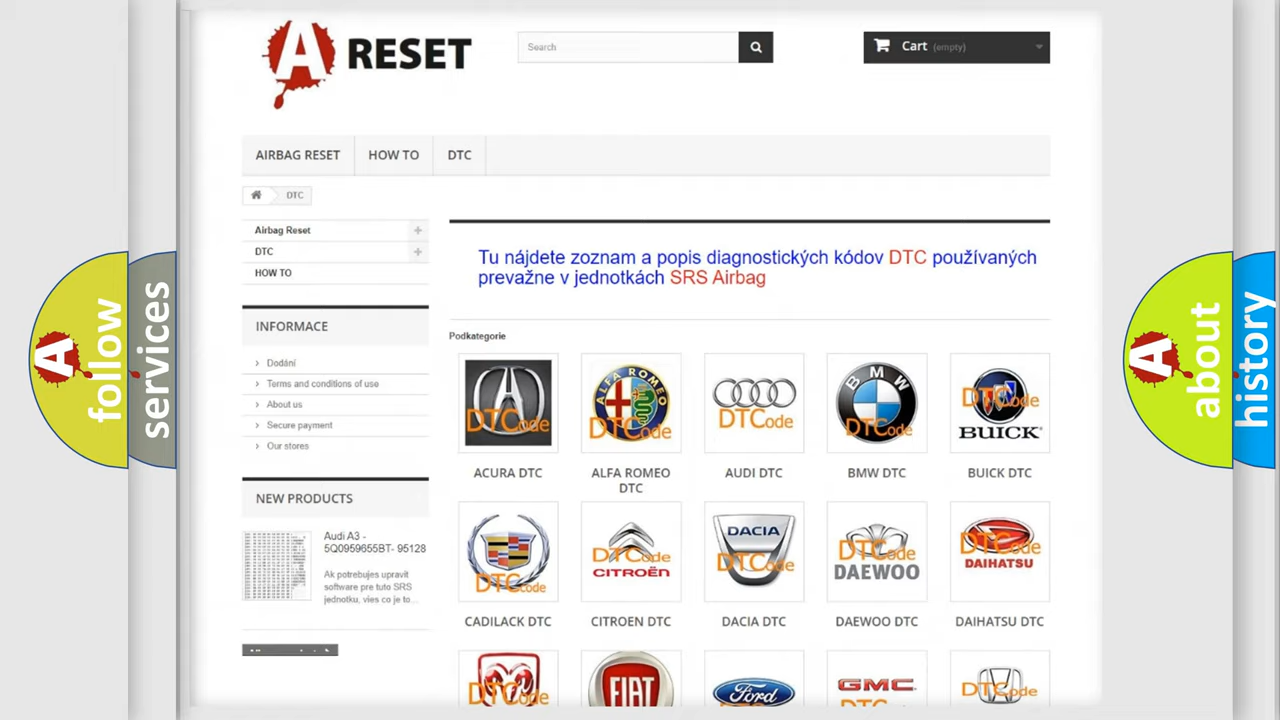 A RESET
Search
Cart (empty)
AIRBAG RESET
HOW TO
DTC
DTC
Airbag Reset
DTC
HOW TO
Tu nájdete zoznam a popis diagnostických kódov DTC používaných
prevažne v jednotkách SRS Airbag
INFORMACE
Podkategorie
Dodání
Terms and conditions of use
About us
Secure payment
Our stores
NEW PRODUCTS
Audi A3 -
5Q0959655BT- 95128
Ak potrebujes upravit
software pre tuto SRS
jednotku, vies co je to...
DTCode
ALFA ROMEO
DTCode
DTCode
BMW
DTCode
DTCode
BUICK
ACURA DTC
ALFA ROMEO
DTC
AUDI DTC
BMW DTC
BUICK DTC
DTCode
DTCode
CITROËN
DACIA
DTCode
DTCode
DAEWOO
DTCode
DAIHATSU
CADILACK DTC
CITROEN DTC
DACIA DTC
DAEWOO DTC
DAIHATSU DTC
DTCode
FIAT
Ford
GMC
DTCode
A
follow
services
A
about
history